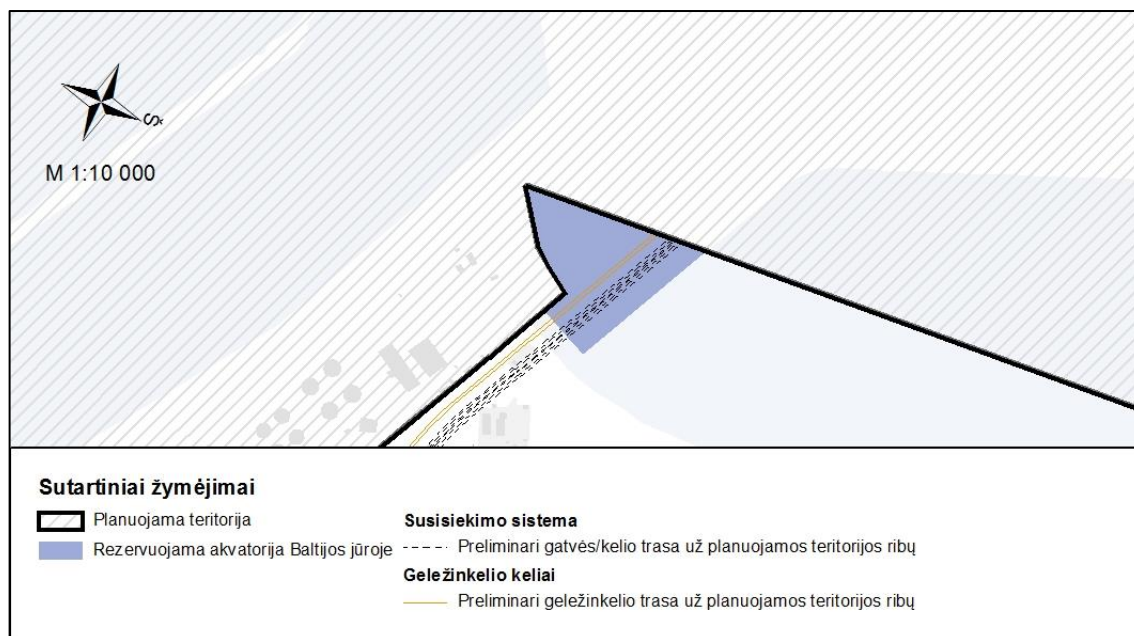 Š
M 1:10 000
Sutartiniai žymėjimai
Planuojama teritorija
Rezervuojama akvatorija Baltijos jūroje
Susisiekimo sistema
Preliminari gatvės/kelio trasa už planuojamos teritorijos ribų
Geležinkelio keliai
Preliminari geležinkelio trasa už planuojamos teritorijos ribų